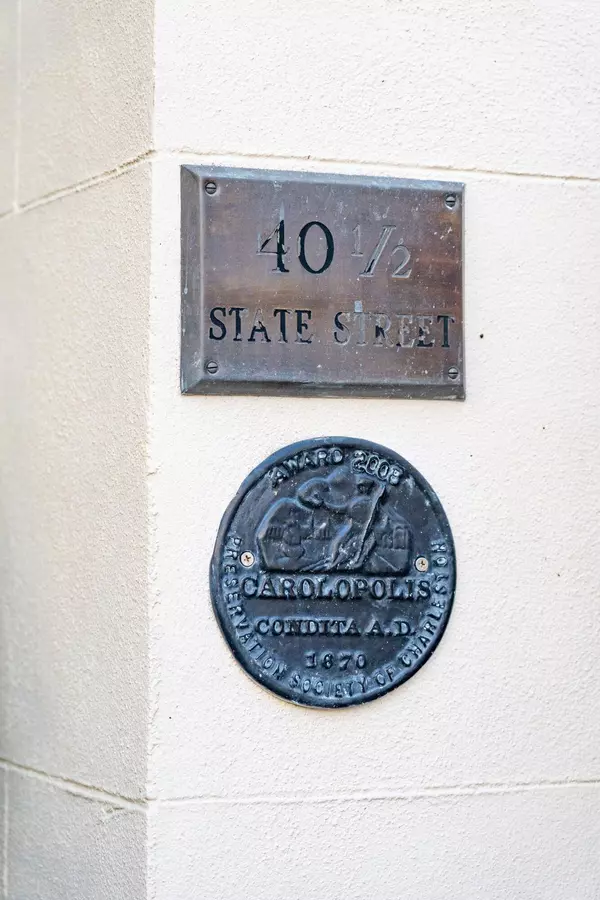 40 ½
STATE STREET
AWARD 2008
CAROLOPOLIS
CONDITA A.D.
1670
PRESERVATION SOCIETY OF CHARLESTON